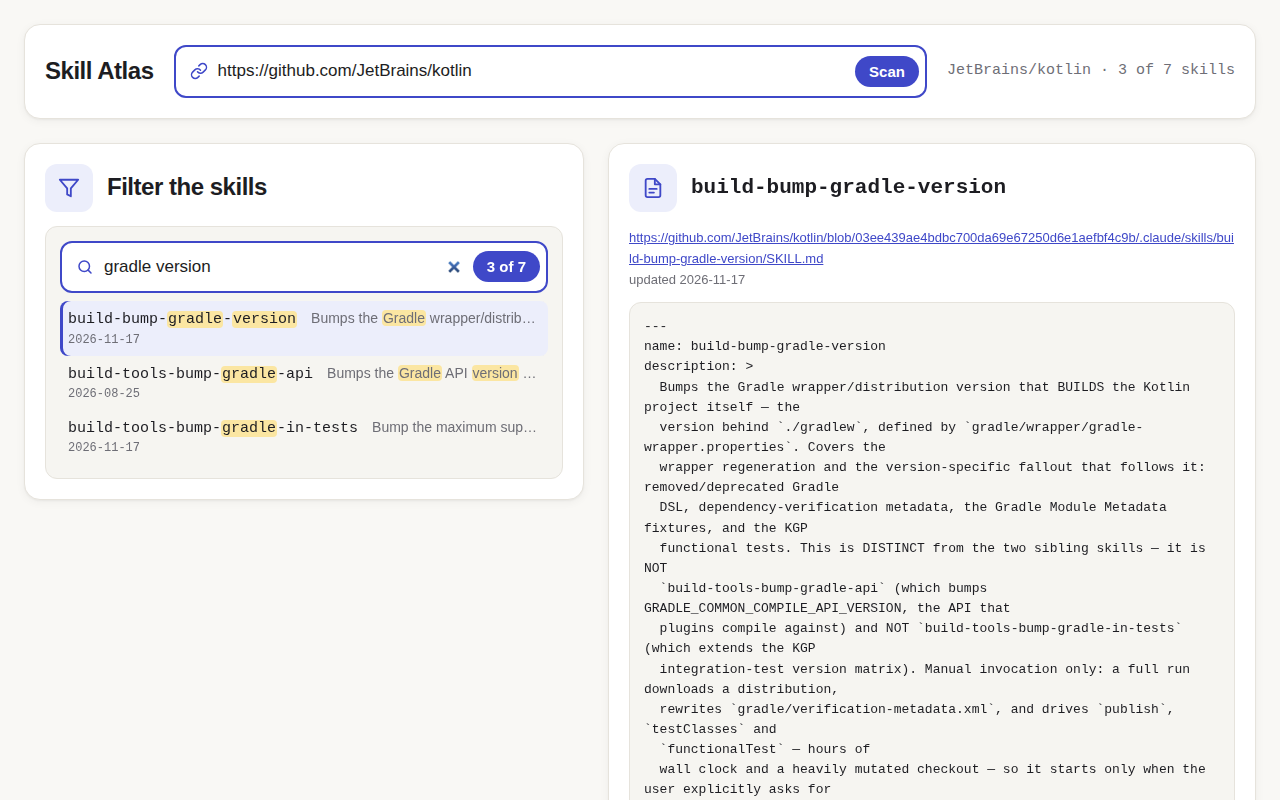 Skill Atlas
https://github.com/JetBrains/kotlin
Scan
JetBrains/kotlin · 3 of 7 skills
Filter the skills
gradle version
3 of 7
build-bump-gradle-version Bumps the Gradle wrapper/distrib…
2026-11-17
build-tools-bump-gradle-api Bumps the Gradle API version …
2026-08-25
build-tools-bump-gradle-in-tests Bump the maximum sup…
2026-11-17
build-bump-gradle-version
https://github.com/JetBrains/kotlin/blob/03ee439ae4bdbc700da69e67250d6e1aefbf4c9b/.claude/skills/bui
ld-bump-gradle-version/SKILL.md
updated 2026-11-17
---
name: build-bump-gradle-version
description: >
Bumps the Gradle wrapper/distribution version that BUILDS the Kotlin
project itself — the
version behind `./gradlew`, defined by `gradle/wrapper/gradle-
wrapper.properties`. Covers the
wrapper regeneration and the version-specific fallout that follows it:
removed/deprecated Gradle
DSL, dependency-verification metadata, the Gradle Module Metadata
fixtures, and the KGP
functional tests. This is DISTINCT from the two sibling skills — it is
NOT
`build-tools-bump-gradle-api` (which bumps
GRADLE_COMMON_COMPILE_API_VERSION, the API that
plugins compile against) and NOT `build-tools-bump-gradle-in-tests`
(which extends the KGP
integration-test version matrix). Manual invocation only: a full run
downloads a distribution,
rewrites `gradle/verification-metadata.xml`, and drives `publish`,
`testClasses` and
`functionalTest` — hours of
wall clock and a heavily mutated checkout — so it starts only when the
user explicitly asks for